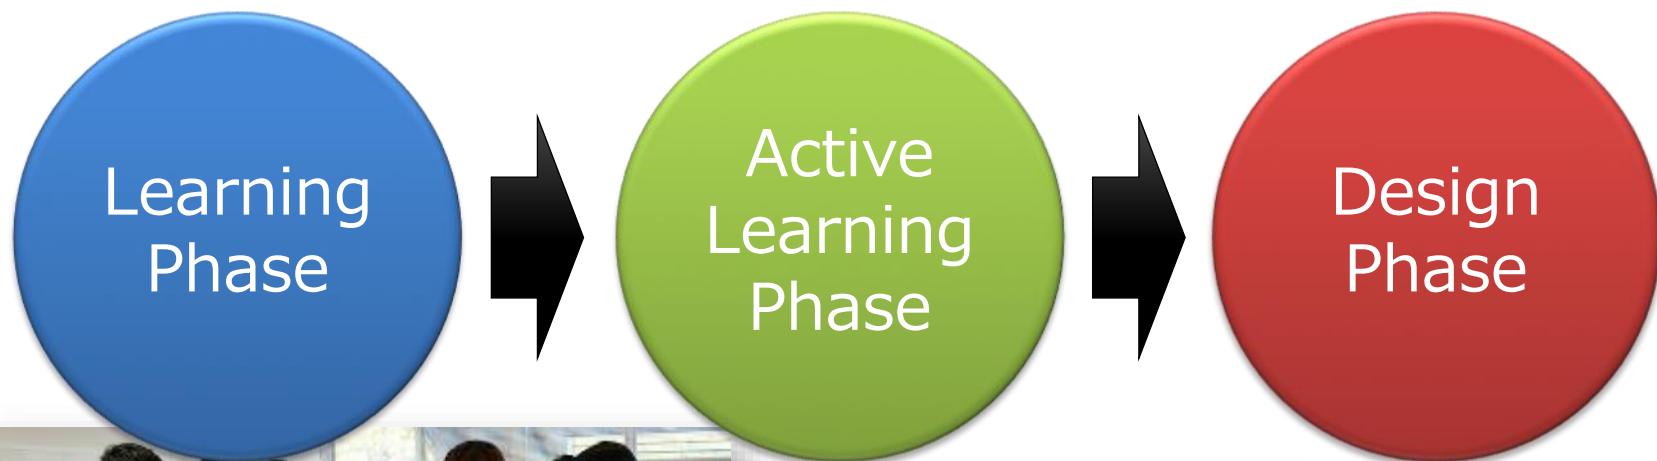 Learning
Phase
Active
Learning
Phase
Design
Phase